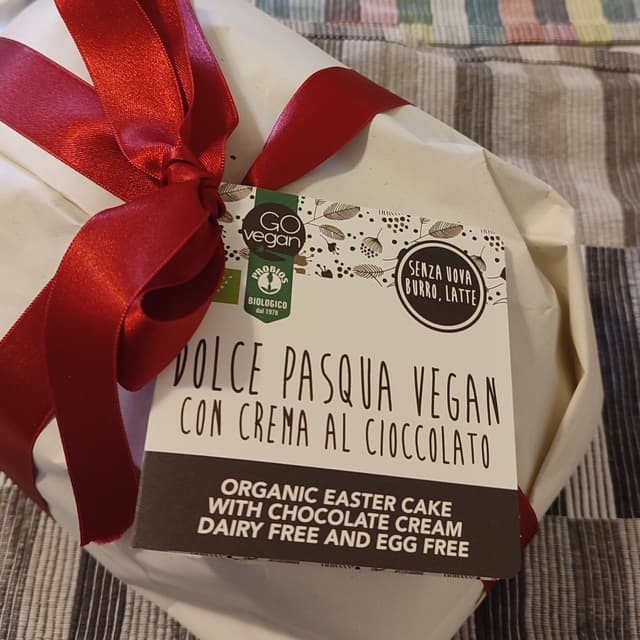 GO
vegan
PROBIOS
BIOLOGICO
dal 1978
SENZA UOVA
BURRO, LATTE
DOLCE PASQUA VEGAN
CON CREMA AL CIOCCOLATO
ORGANIC EASTER CAKE
WITH CHOCOLATE CREAM
DAIRY FREE AND EGG FREE